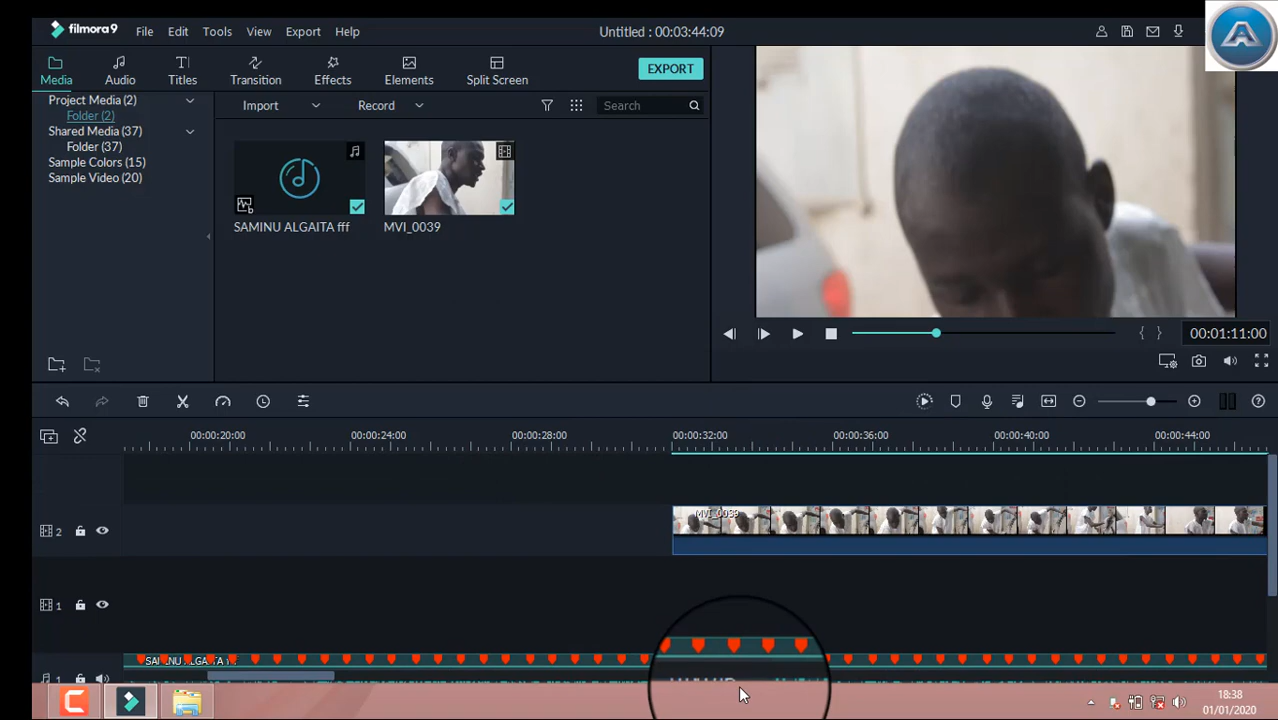 filmora9 File Edit Tools View Export Help Untitled : 00:03:44:09
Media Audio Titles Transition Effects Elements Split Screen EXPORT
Project Media (2)
Folder (2)
Shared Media (37)
Folder (37)
Sample Colors (15)
Sample Video (20)
Import Record Search
SAMINU ALGAITA fff MVI_0039
00:01:11:00
00:00:20:00 00:00:24:00 00:00:28:00 00:00:32:00 00:00:36:00 00:00:40:00 00:00:44:00
MVI_0039
2
1
1
18:38
01/01/2020